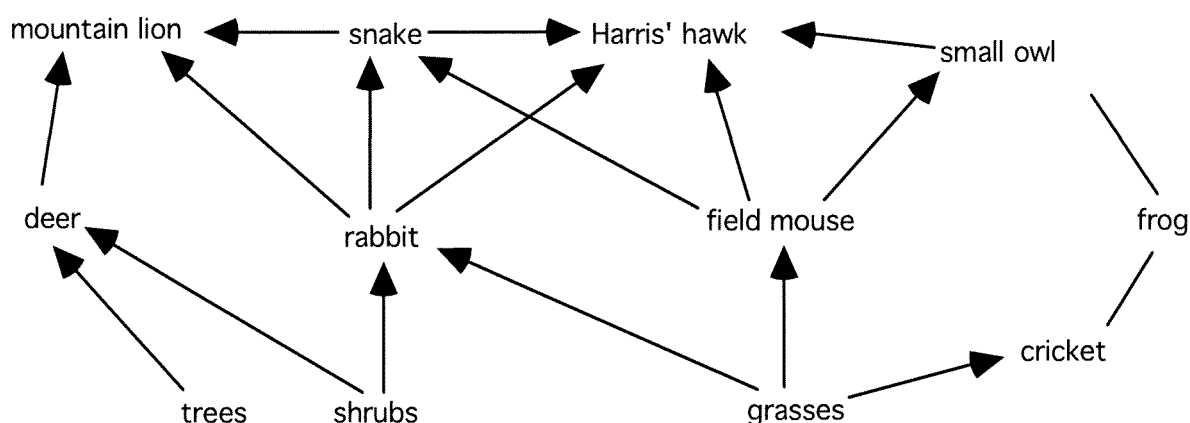 mountain lion
snake
Harris' hawk
small owl
deer
rabbit
field mouse
frog
cricket
trees
shrubs
grasses